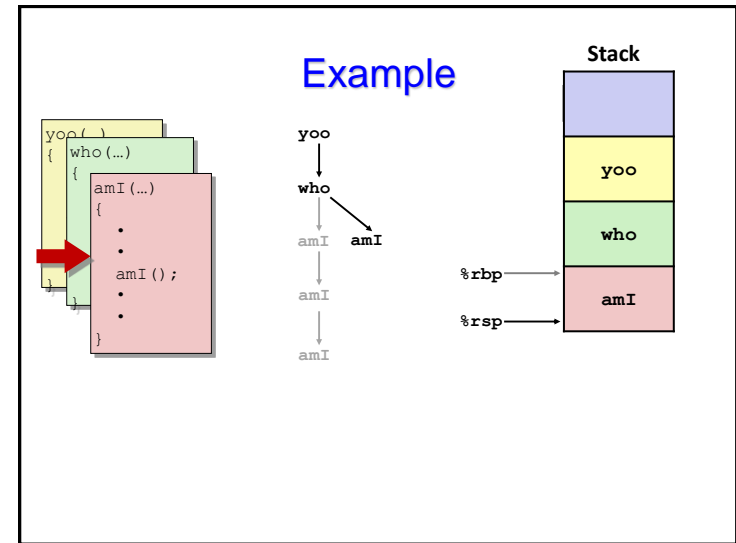 Example
yoo(…)
{
}
who(…)
{
}
amI(…)
{
•
•
amI();
•
•
}
yoo
who
amI amI
amI
amI
Stack
yoo
who
amI
%rbp
%rsp